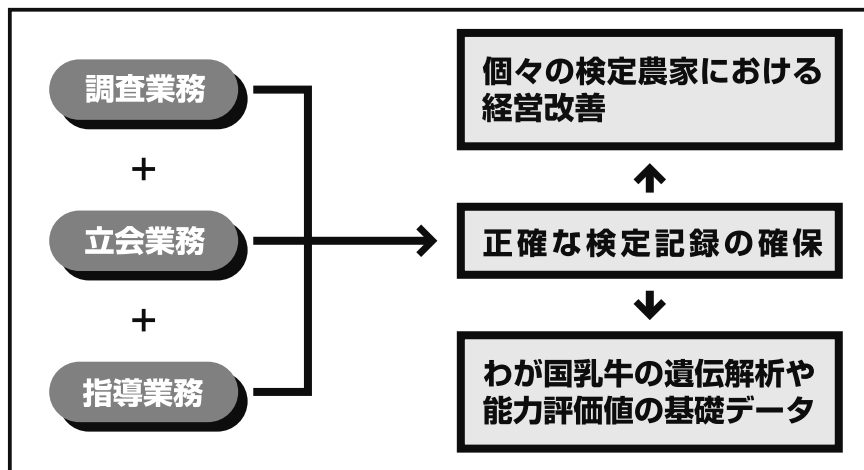 調査業務
+
立会業務
+
指導業務
個々の検定農家における
経営改善
正確な検定記録の確保
わが国乳牛の遺伝解析や
能力評価値の基礎データ